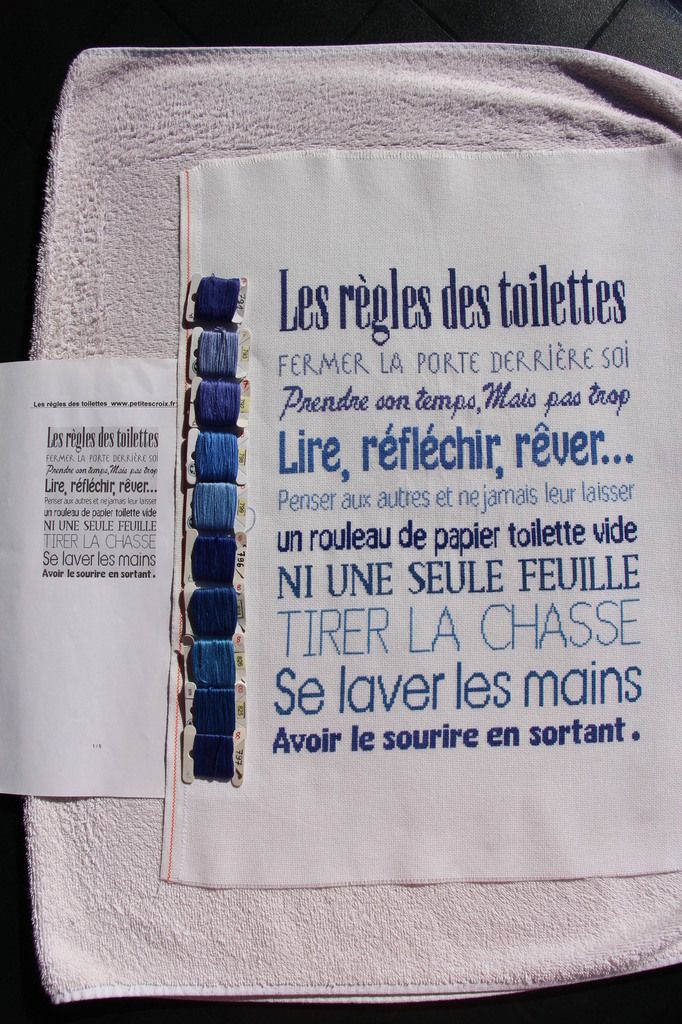 Les règles des toilettes
FERMER LA PORTE DERRIÈRE SOI
Prendre son temps, Mais pas trop
Lire, réfléchir, rêver...
Penser aux autres et ne jamais leur laisser
un rouleau de papier toilette vide
NI UNE SEULE FEUILLE
TIRER LA CHASSE
Se laver les mains
Avoir le sourire en sortant.
Les règles des toilettes www.petitescroix.fr
Les règles des toilettes
FERMER LA PORTE DERRIÈRE SOI
Prendre son temps, Mais pas trop
Lire, réfléchir, rêver...
Penser aux autres et ne jamais leur laisser
un rouleau de papier toilette vide
NI UNE SEULE FEUILLE
TIRER LA CHASSE
Se laver les mains
Avoir le sourire en sortant.
796
797